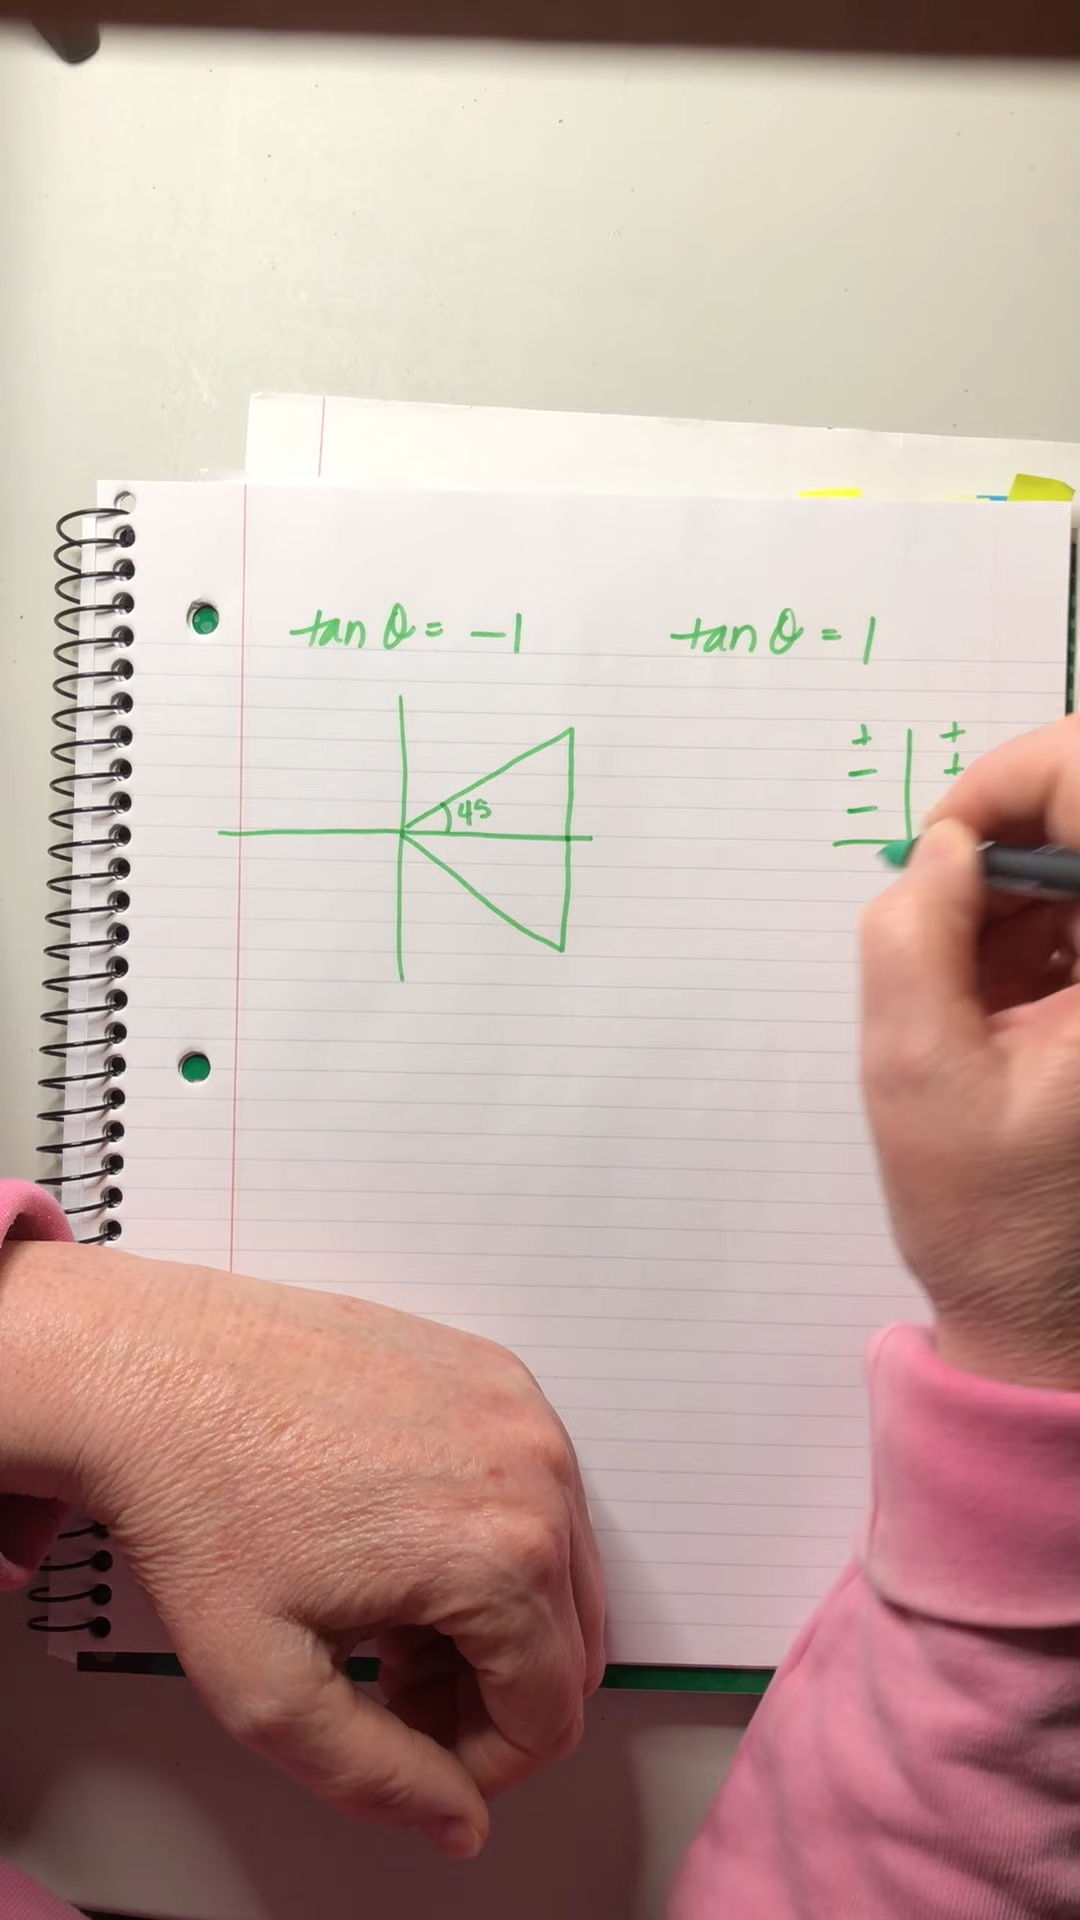 tan θ = -1 tan θ = 1
+ +
- +
45
-